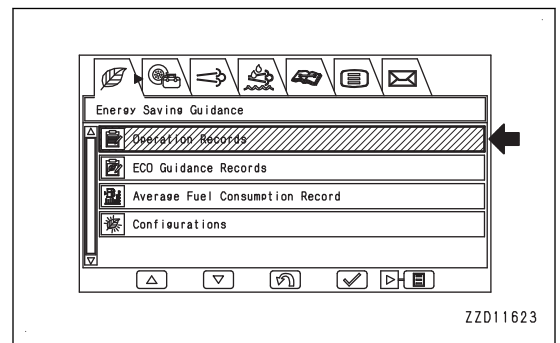 Energy Saving Guidance
Operation Records
ECO Guidance Records
Average Fuel Consumption Record
Configurations
ZZD11623